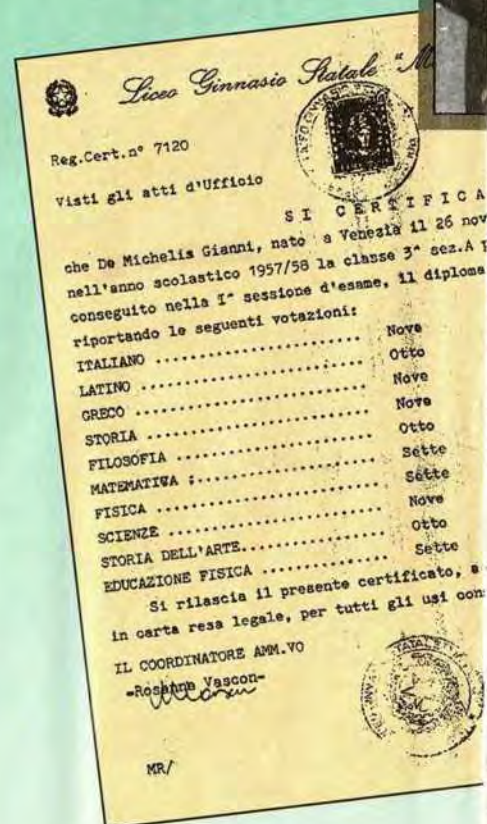 Liceo Ginnasio Statale "M
Reg.Cert.n° 7120
Visti gli atti d'Ufficio
SI CERTIFICA
che De Michelis Gianni, nato a Venezia il 26 nov
nell'anno scolastico 1957/58 la classe 3^ sez.A p
conseguito nella I^ sessione d'esame, il diploma
riportando le seguenti votazioni:
ITALIANO ...................... Nove
LATINO ........................ Otto
GRECO ......................... Nove
STORIA ........................ Nove
FILOSOFIA ..................... Otto
MATEMATICA :................... Sette
FISICA ........................ Sette
SCIENZE ....................... Nove
STORIA DELL'ARTE............... Otto
EDUCAZIONE FISICA ............. Sette
Si rilascia il presente certificato, a
in carta resa legale, per tutti gli usi con
IL COORDINATORE AMM.VO
-Rosanna Vascon-
MR/